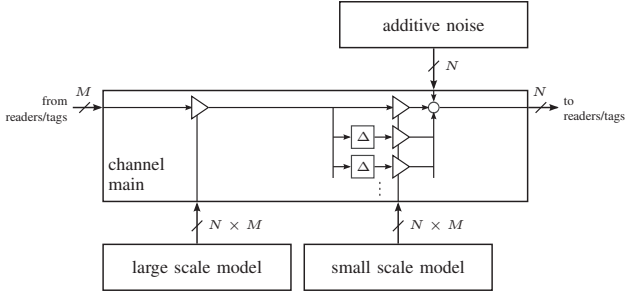 additive noise
N
M
N
from
readers/tags
to
readers/tags
Δ
channel
main
Δ
⋮
N × M
N × M
large scale model
small scale model